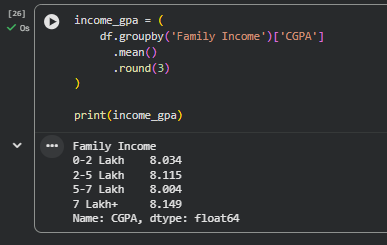 [26]
0s
income_gpa = (
    df.groupby('Family Income')['CGPA']
      .mean()
      .round(3)
)
print(income_gpa)
Family Income
0-2 Lakh    8.034
2-5 Lakh    8.115
5-7 Lakh    8.004
7 Lakh+     8.149
Name: CGPA, dtype: float64